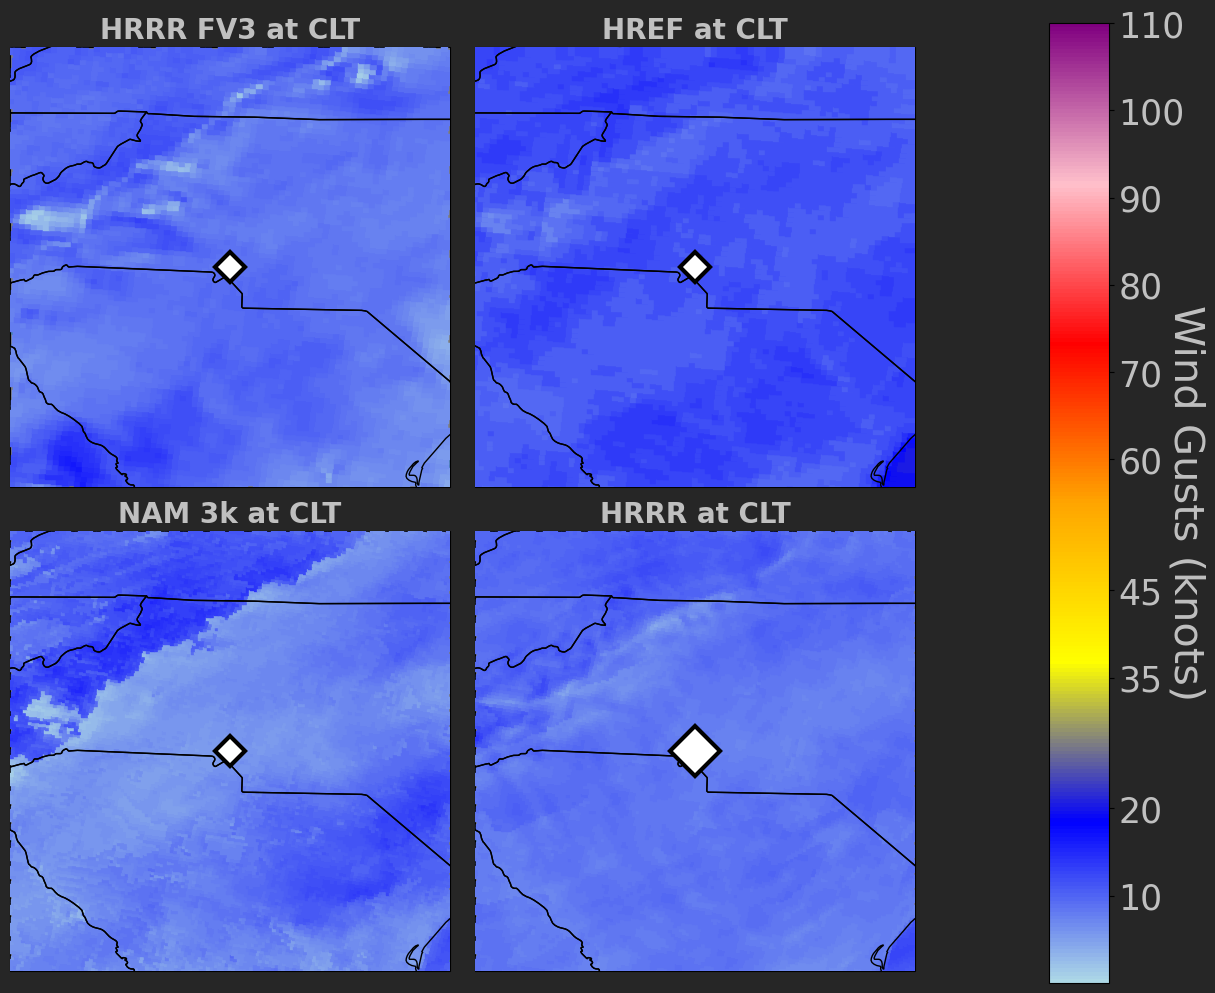 HRRR FV3 at CLT
HREF at CLT
NAM 3k at CLT
HRRR at CLT
110
100
90
80
70
60
45
35
20
10
Wind Gusts (knots)